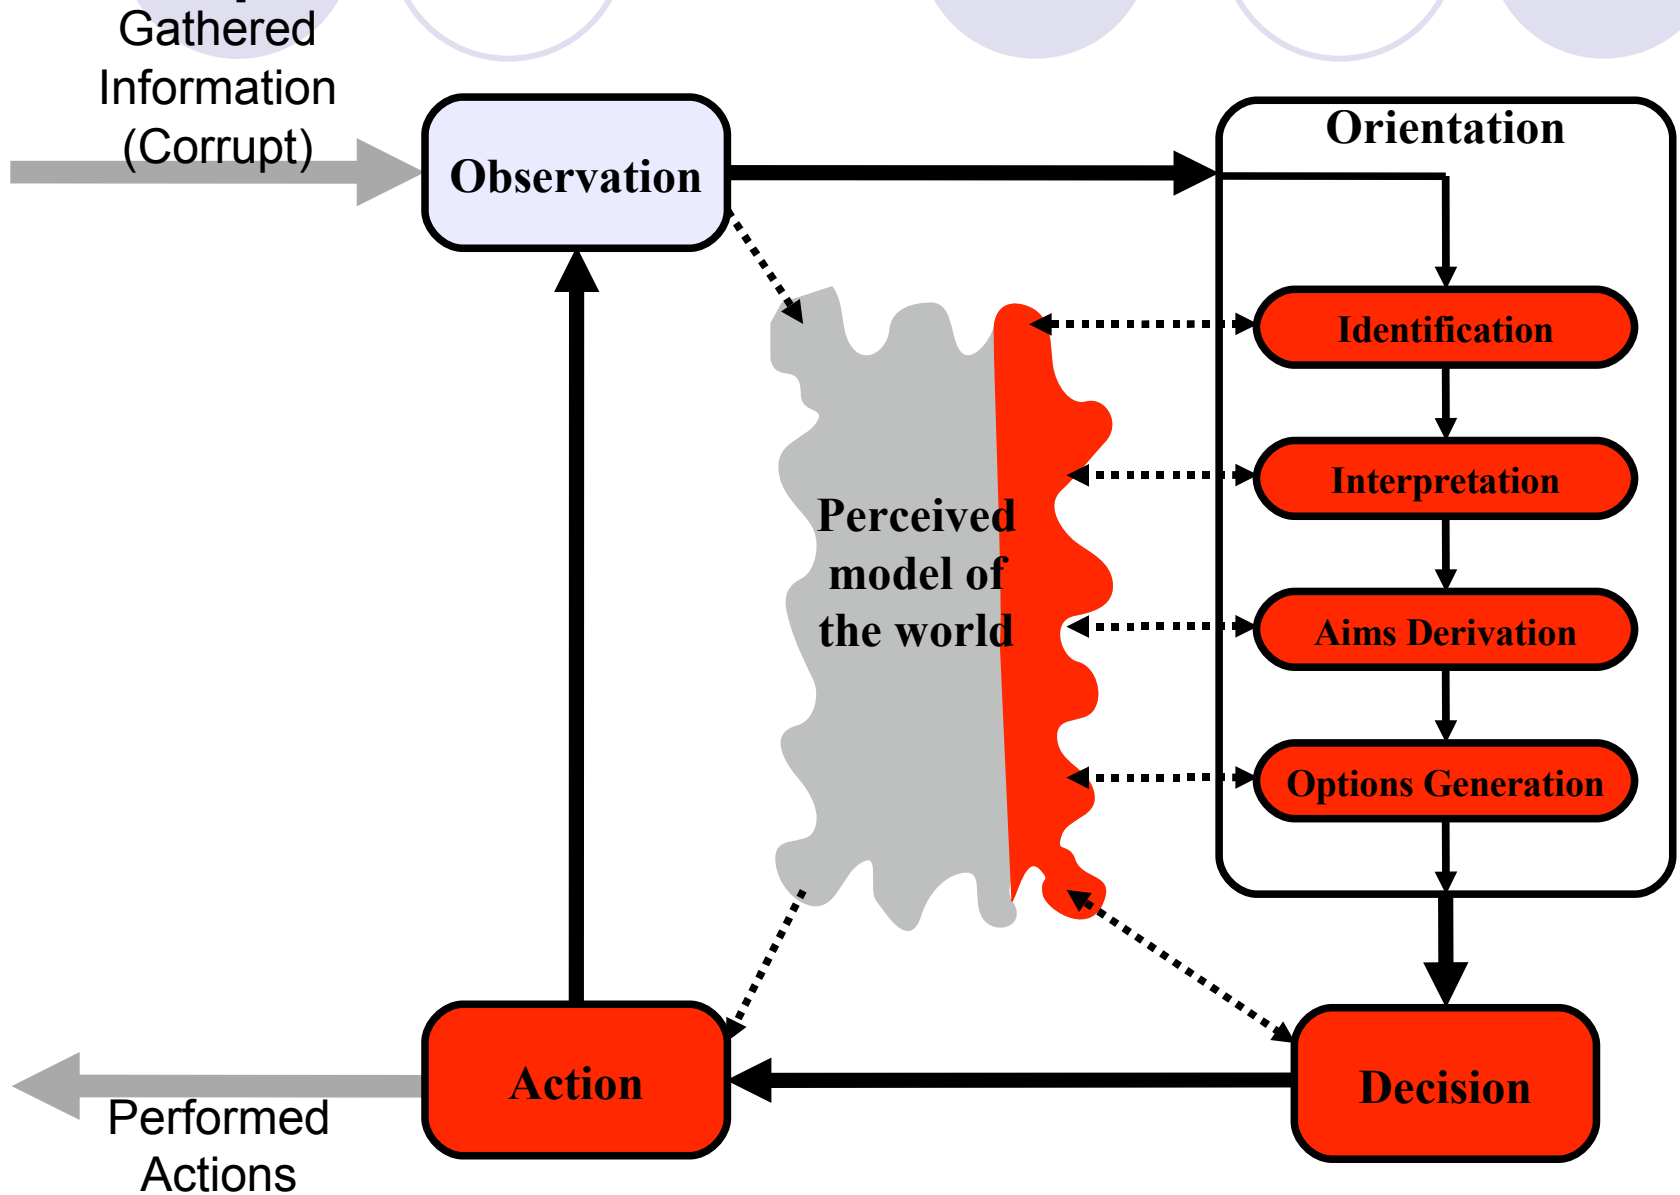 Gathered
Information
(Corrupt)
Observation
Orientation
Identification
Interpretation
Aims Derivation
Options Generation
Perceived
model of
the world
Action
Decision
Performed
Actions